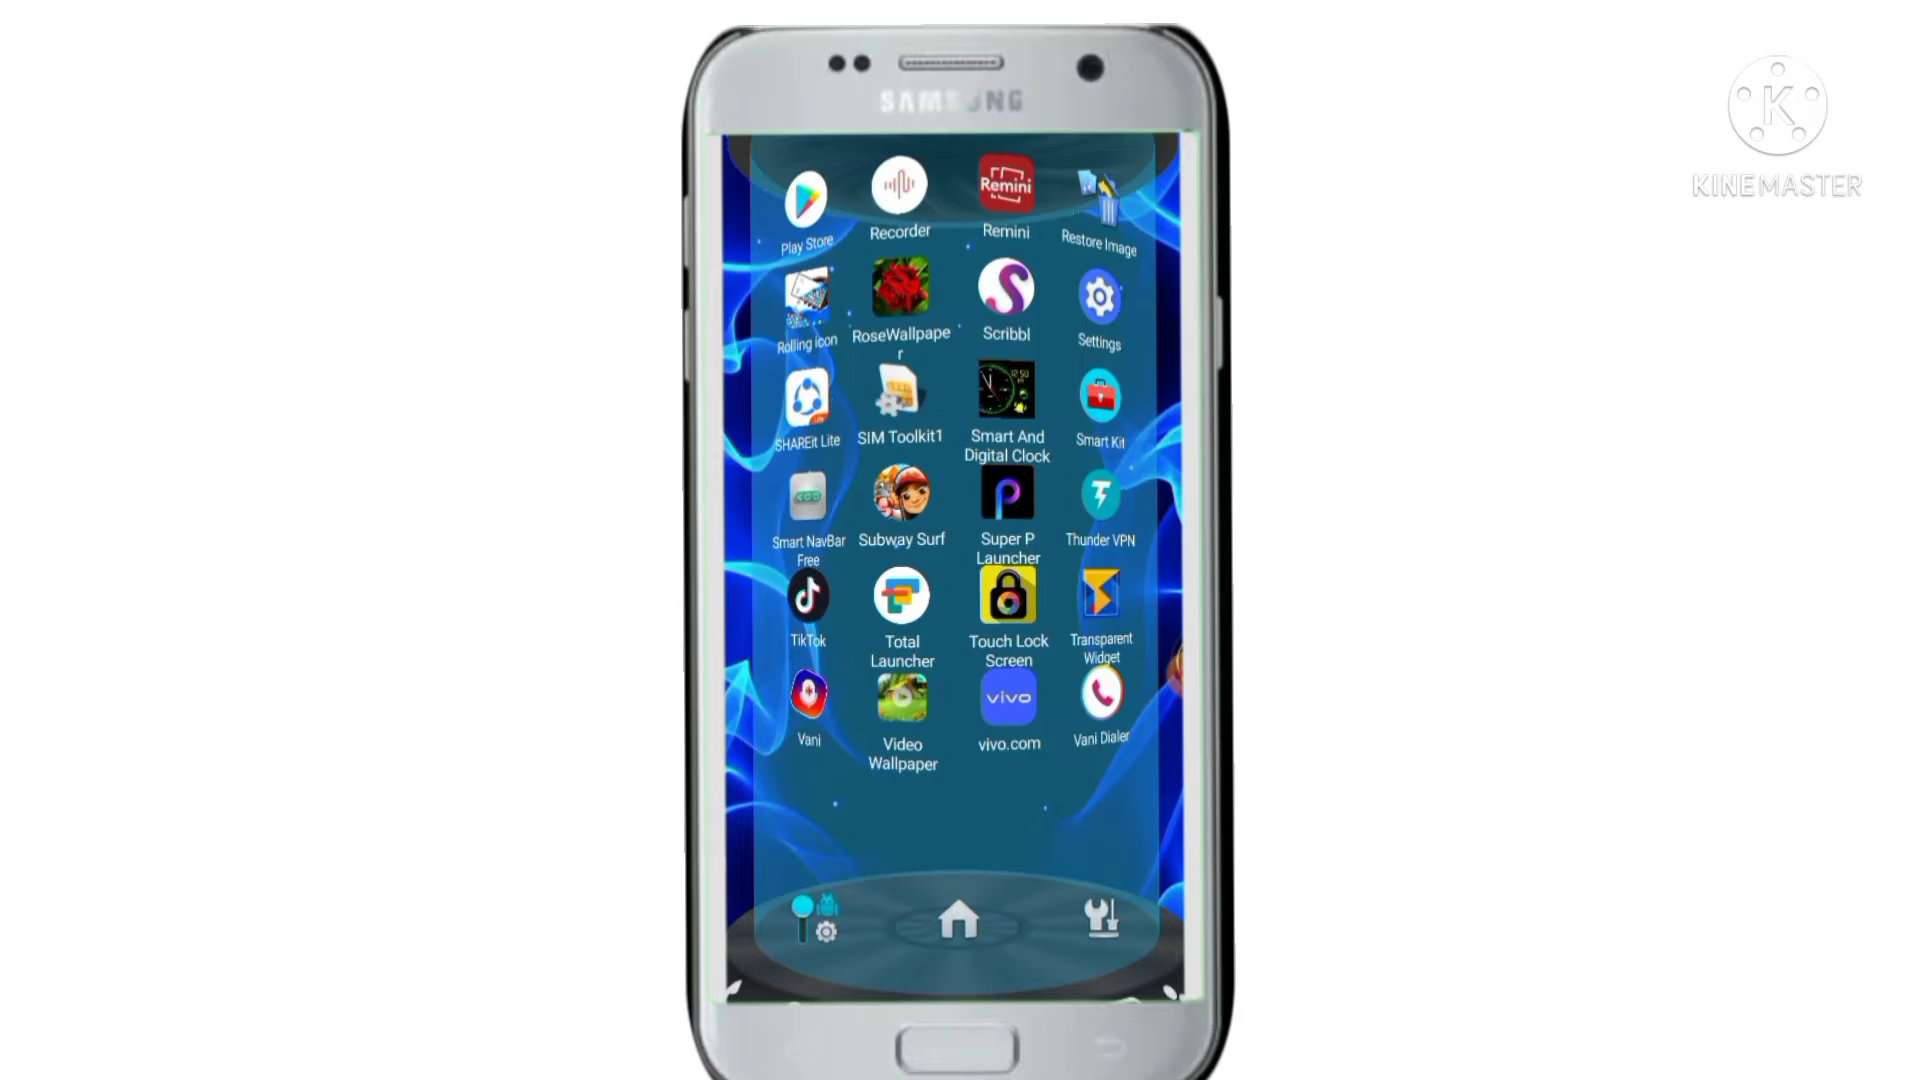 SAMSUNG
KINEMASTER
Play Store
Recorder
Remini
Remini
Restore Image
Rolling icon
RoseWallpape
r
Scribbl
Settings
SHAREit Lite
SIM Toolkit1
Smart And
Digital Clock
Smart Kit
Smart NavBar
Free
Subway Surf
Super P
Launcher
Thunder VPN
TikTok
Total
Launcher
Touch Lock
Screen
Transparent
Widget
Vani
Video
Wallpaper
vivo
vivo.com
Vani Dialer